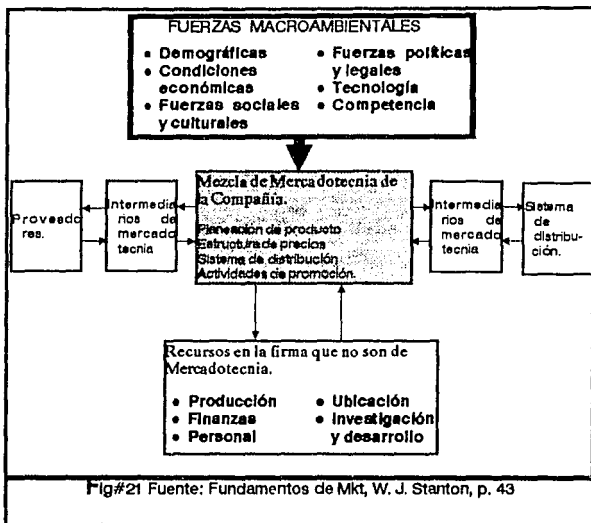 FUERZAS MACROAMBIENTALES
• Demográficas
• Condiciones
económicas
• Fuerzas sociales
y culturales
• Fuerzas políticas
y legales
• Tecnología
• Competencia
Proveedo
res.
Intermedia
rios de
mercado
tecnia
Mezcla de Mercadotecnia de
la Compañía.
Planeación de producto
Estructura de precios
Sistema de distribución
Actividades de promoción.
Intermedia
rios de
mercado
tecnia
Sistema
de
distribu-
ción.
Recursos en la firma que no son de
Mercadotecnia.
• Producción
• Finanzas
• Personal
• Ubicación
• Investigación
y desarrollo
Fig#21 Fuente: Fundamentos de Mkt, W. J. Stanton, p. 43